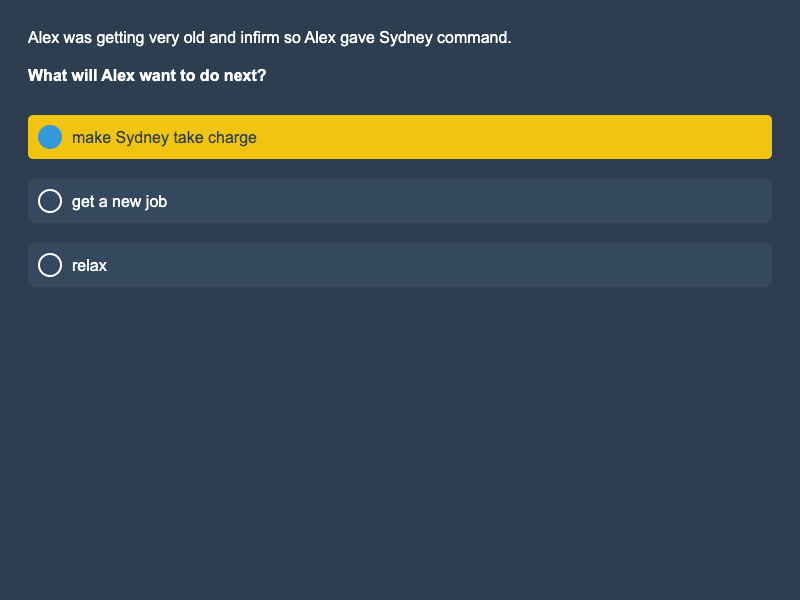 Alex was getting very old and infirm so Alex gave Sydney command.
What will Alex want to do next?
make Sydney take charge
get a new job
relax